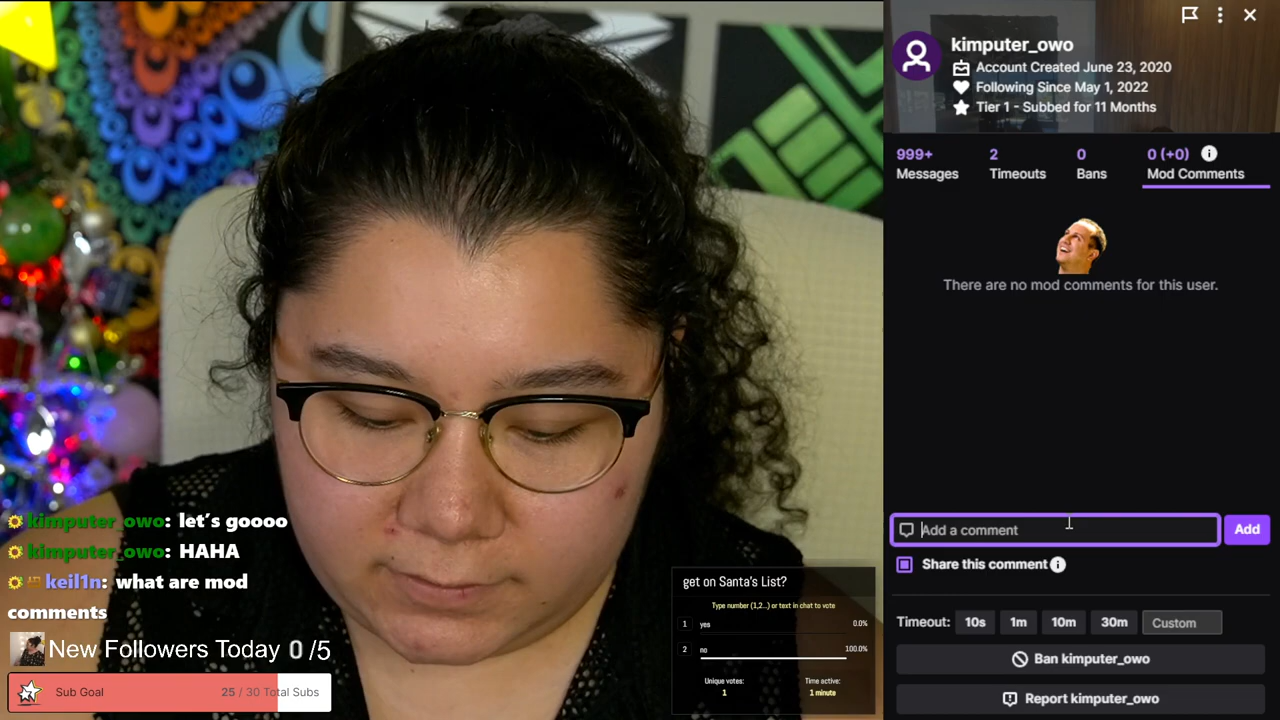 kimputer_owo
Account Created June 23, 2020
Following Since May 1, 2022
Tier 1 - Subbed for 11 Months
999+
Messages
2
Timeouts
0
Bans
0 (+0)
Mod Comments
There are no mod comments for this user.
Add a comment
Add
Share this comment
Timeout: 10s 1m 10m 30m Custom
Ban kimputer_owo
Report kimputer_owo
kimputer_owo: let's goooo
kimputer_owo: HAHA
keil1n: what are mod
comments
New Followers Today 0 /5
Sub Goal 25 / 30 Total Subs
get on Santa's List?
Type number (1,2...) or text in chat to vote
1 yes 0.0%
2 no 100.0%
Unique votes:
1
Time active:
1 minute